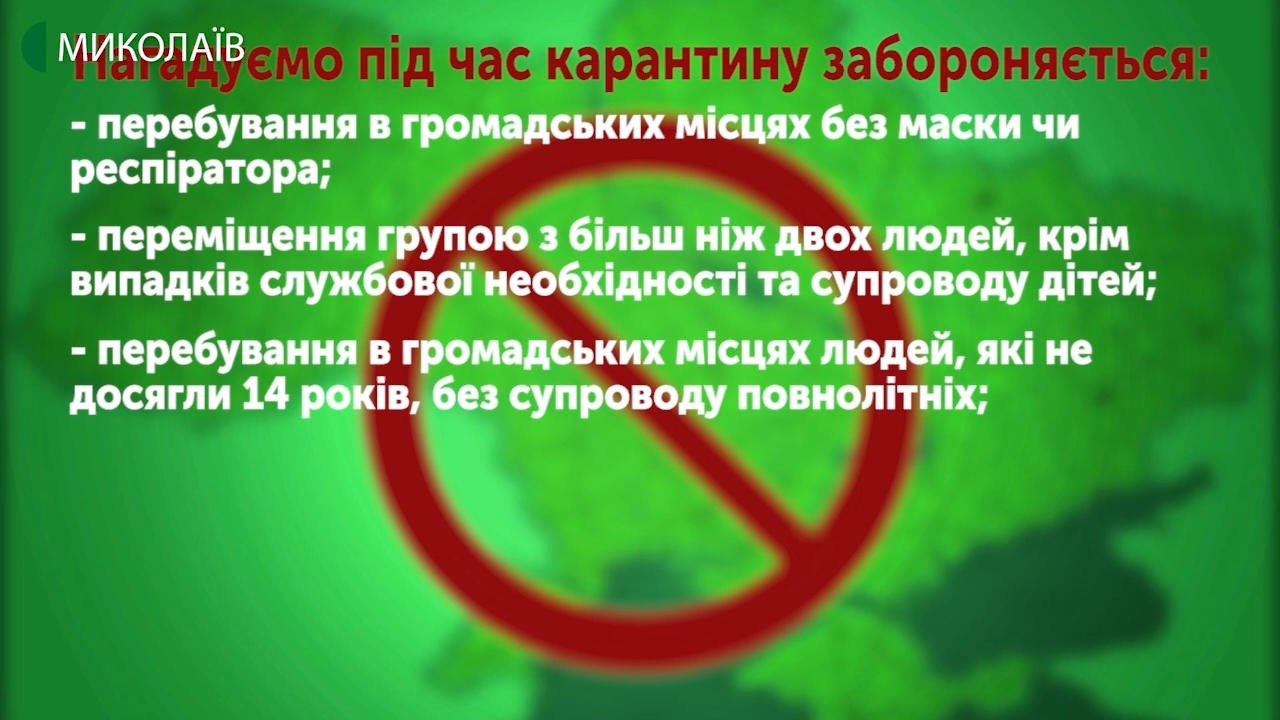 МИКОЛАЇВ
Нагадуємо під час карантину забороняється:
- перебування в громадських місцях без маски чи
респіратора;
- переміщення групою з більш ніж двох людей, крім
випадків службової необхідності та супроводу дітей;
- перебування в громадських місцях людей, які не
досягли 14 років, без супроводу повнолітніх;